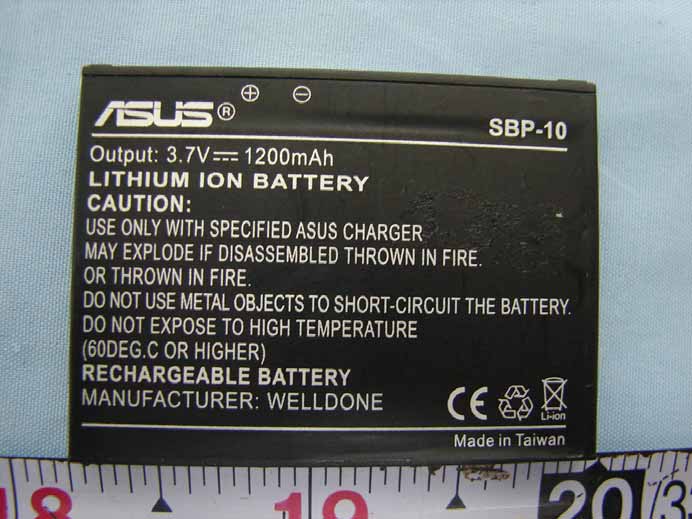 ⊕ ⊖
ASUS®
SBP-10
Output: 3.7V⎓ 1200mAh
LITHIUM ION BATTERY
CAUTION:
USE ONLY WITH SPECIFIED ASUS CHARGER
MAY EXPLODE IF DISASSEMBLED THROWN IN FIRE.
OR THROWN IN FIRE.
DO NOT USE METAL OBJECTS TO SHORT-CIRCUIT THE BATTERY.
DO NOT EXPOSE TO HIGH TEMPERATURE
(60DEG.C OR HIGHER)
RECHARGEABLE BATTERY
MANUFACTURER: WELLDONE
CE
Li-ion
Made in Taiwan
18 19 20/3